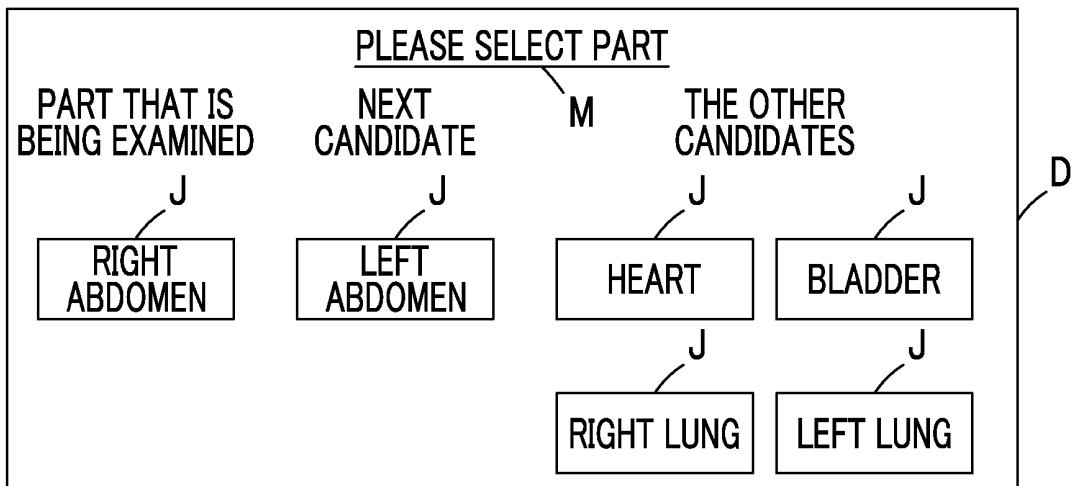 PLEASE SELECT PART
M
PART THAT IS
BEING EXAMINED
NEXT
CANDIDATE
THE OTHER
CANDIDATES
D
J
J
J
J
RIGHT
ABDOMEN
LEFT
ABDOMEN
HEART
BLADDER
J
J
RIGHT LUNG
LEFT LUNG